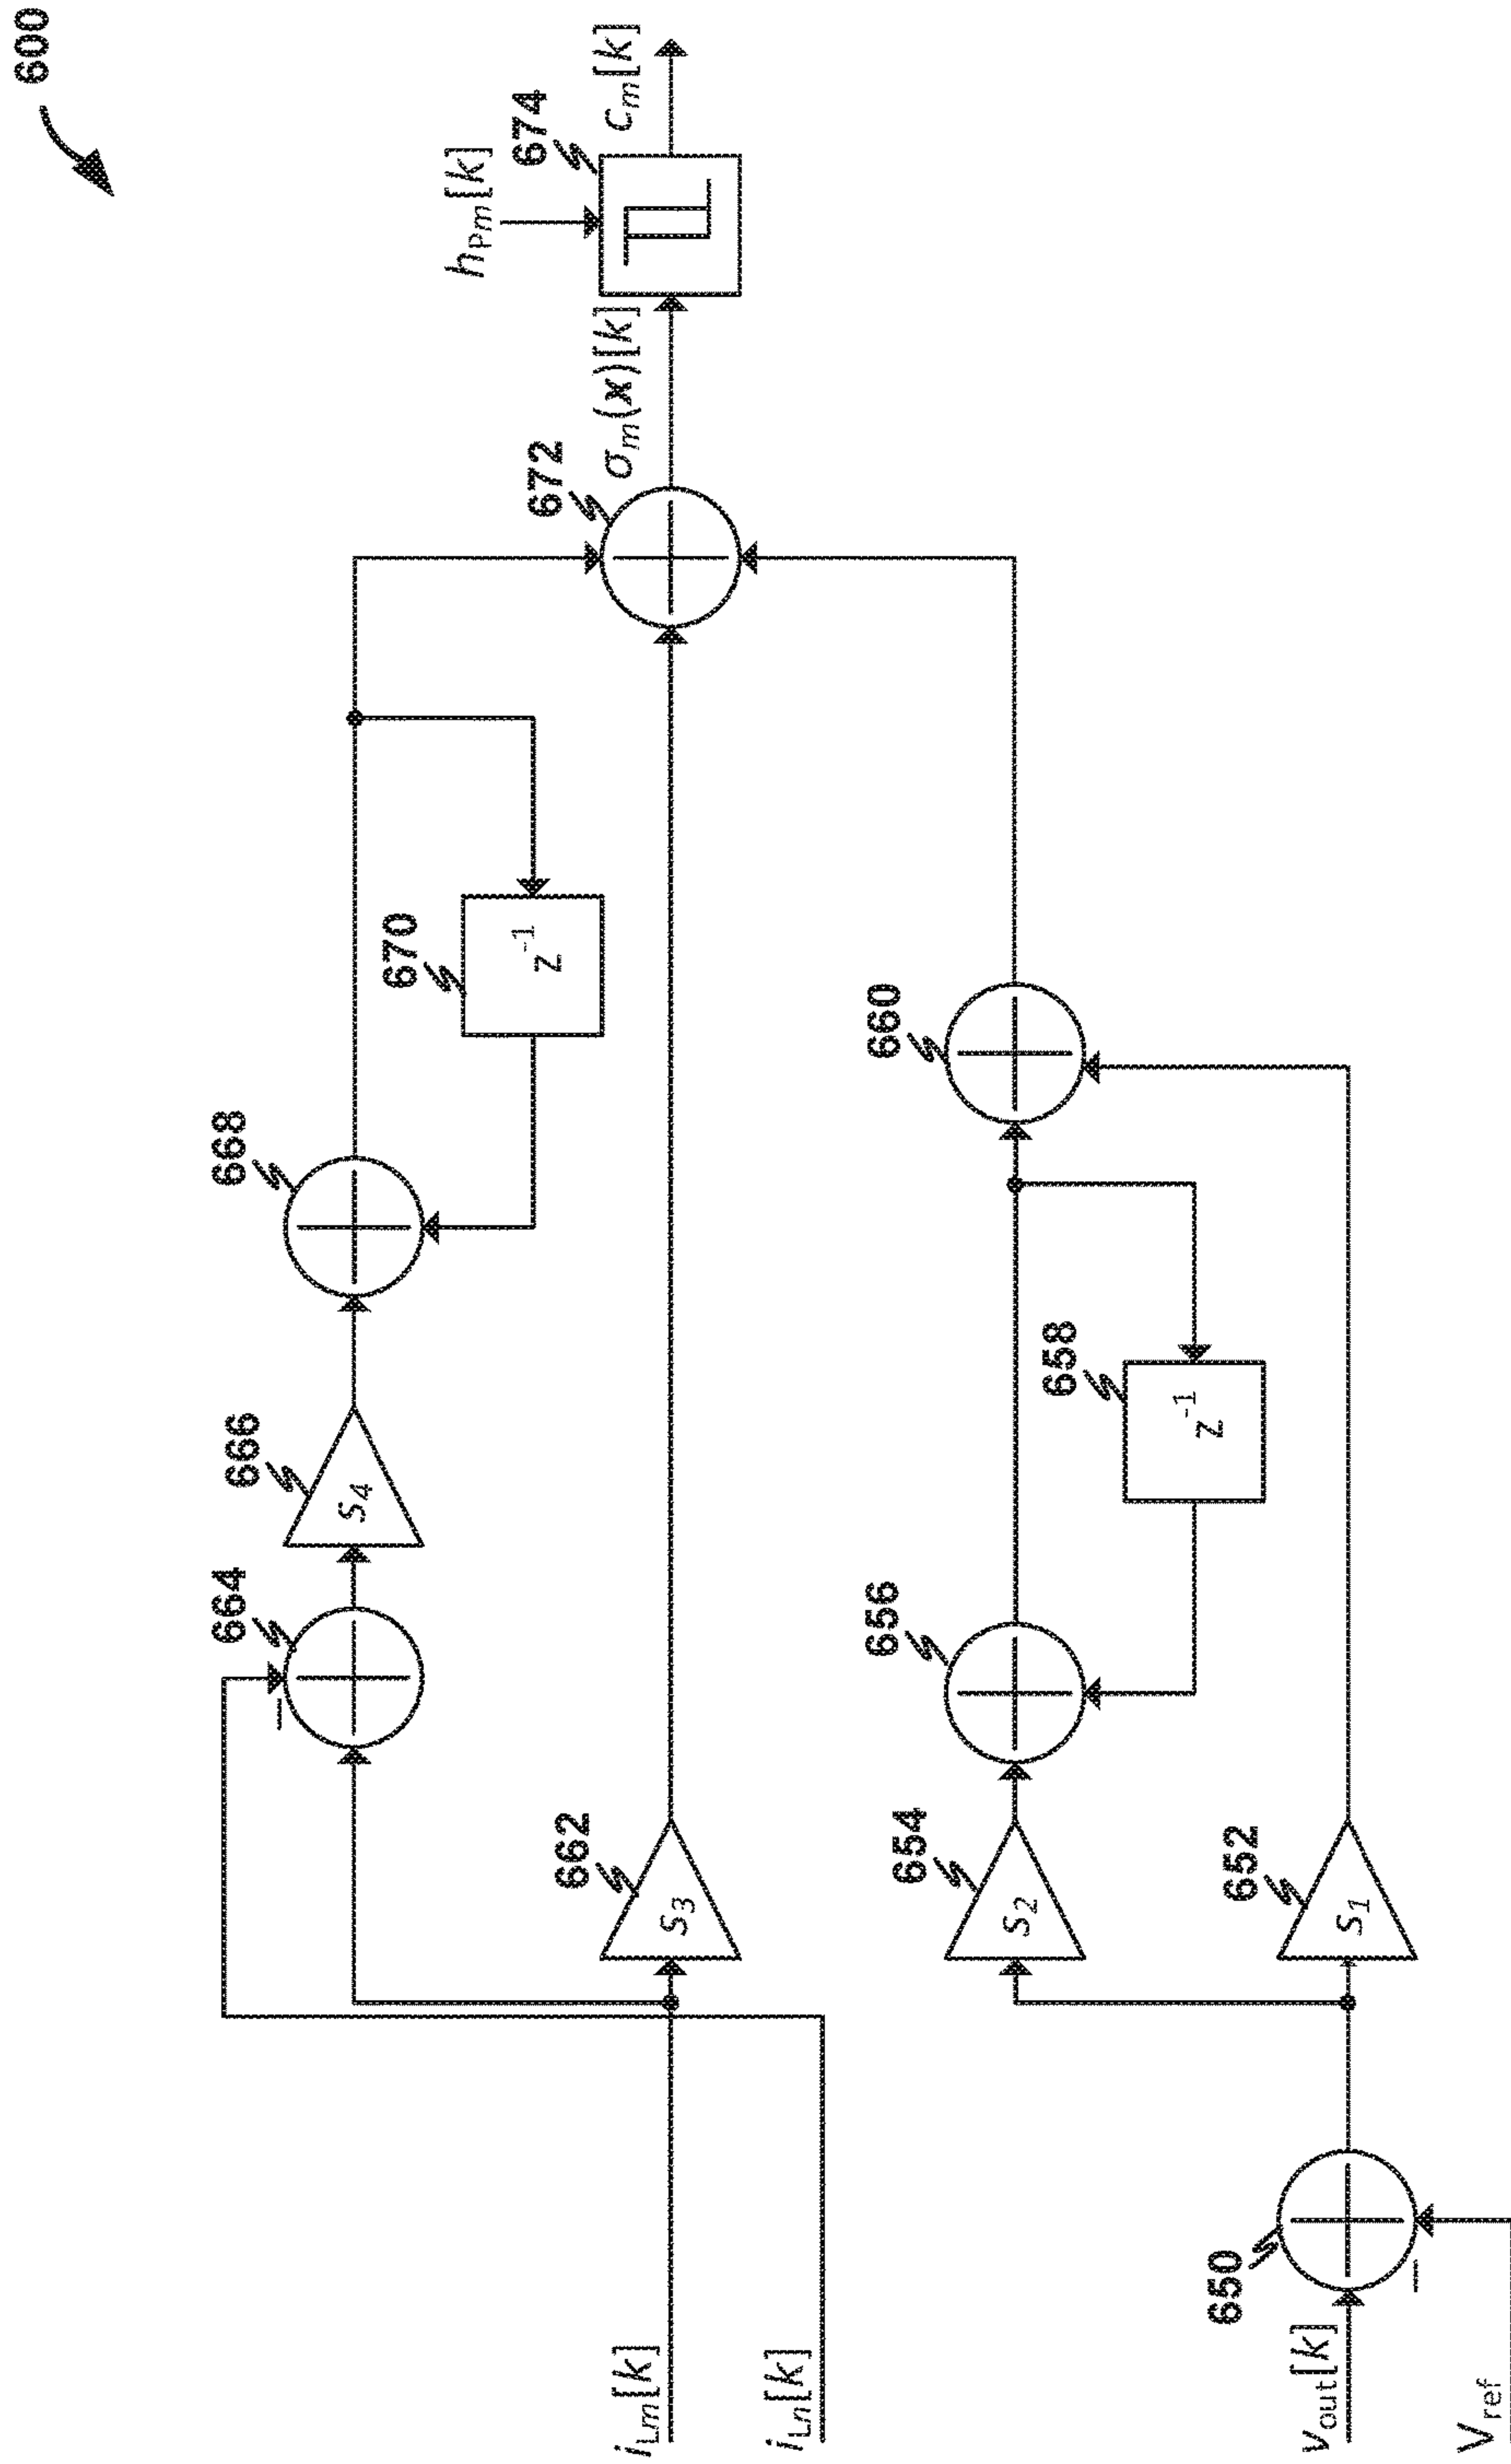 600
h_Pm[k]
674
c_m[k]
σ_m(x)[k]
672
670
z^-1
668
666
s_4
664
662
s_3
660
658
z^-1
656
654
s_2
652
s_1
650
i_Lm[k]
i_Ln[k]
−
−
v_out[k]
V_ref